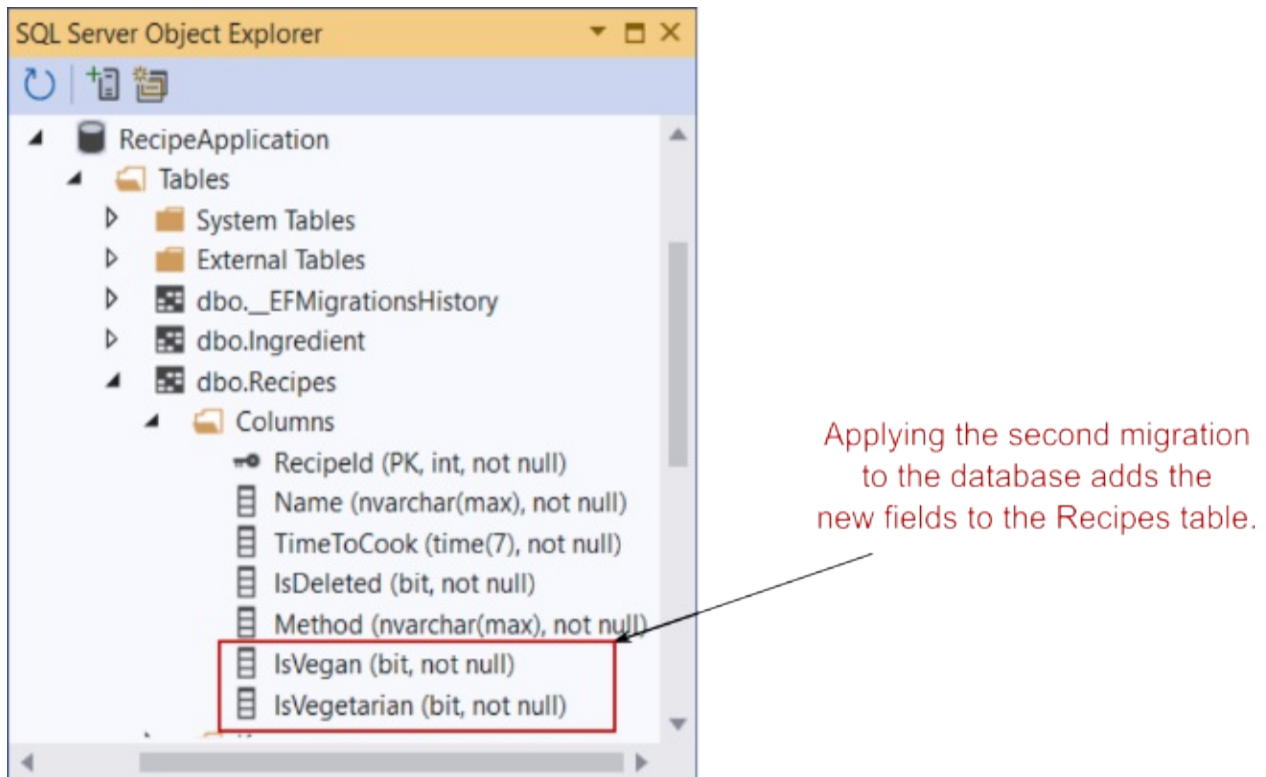 SQL Server Object Explorer
RecipeApplication
Tables
System Tables
External Tables
dbo.__EFMigrationsHistory
dbo.Ingredient
dbo.Recipes
Columns
RecipeId (PK, int, not null)
Name (nvarchar(max), not null)
TimeToCook (time(7), not null)
IsDeleted (bit, not null)
Method (nvarchar(max), not null)
IsVegan (bit, not null)
IsVegetarian (bit, not null)
Applying the second migration
to the database adds the
new fields to the Recipes table.